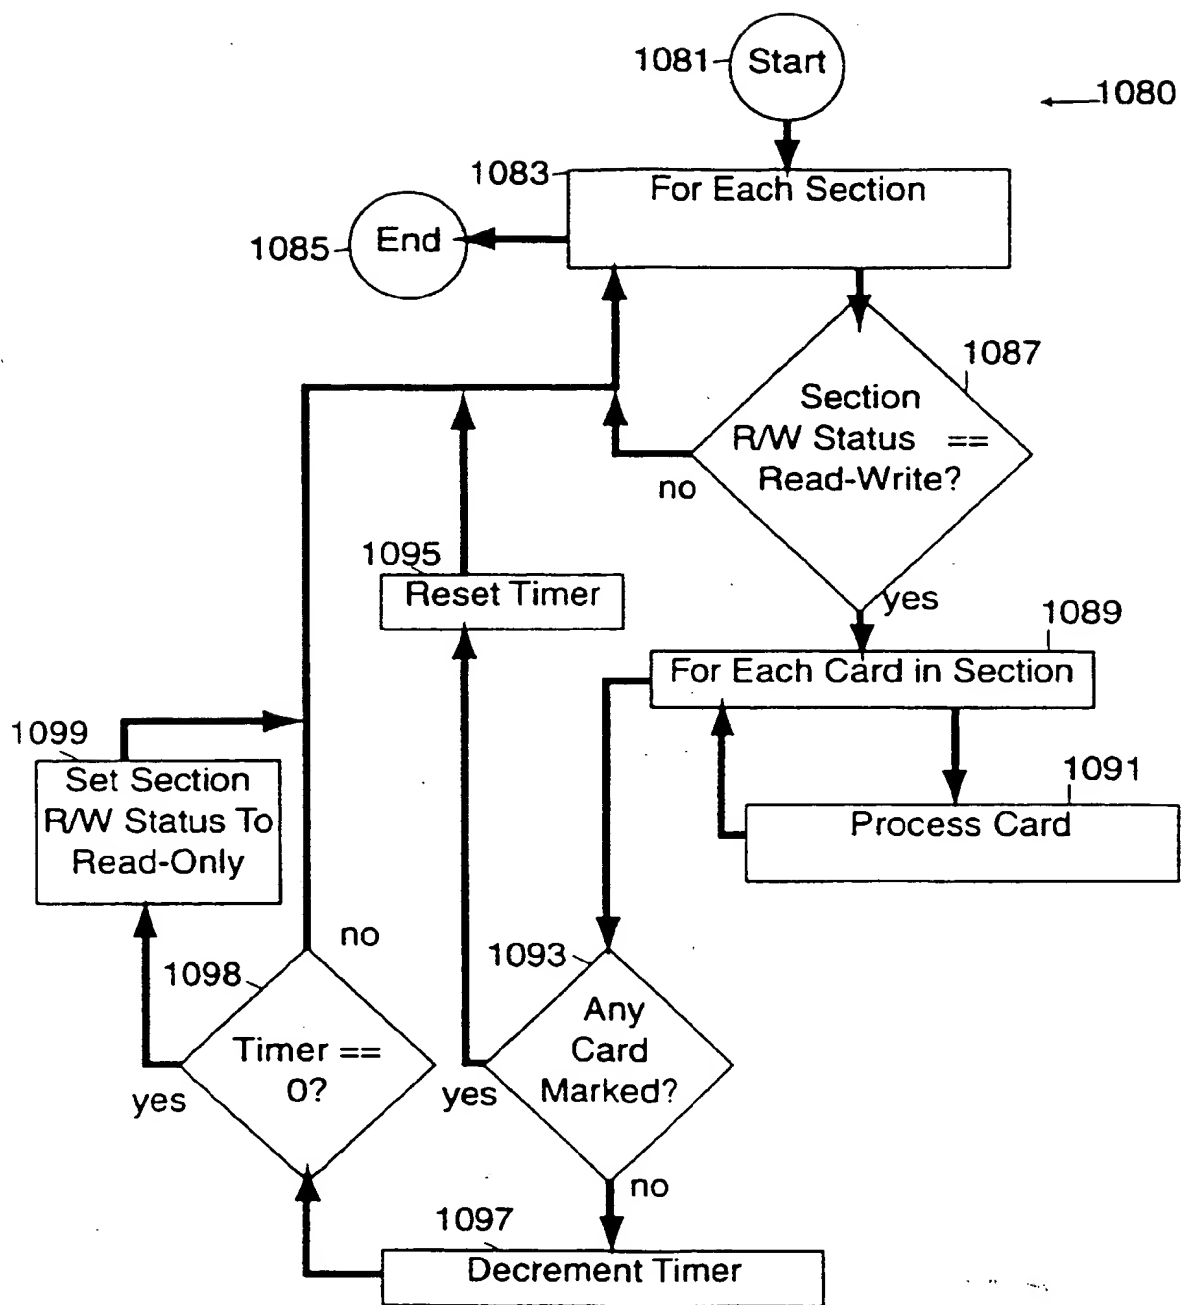 1081
Start
1080
1083
For Each Section
1085
End
1087
Section
R/W Status ==
Read-Write?
no
yes
1095
Reset Timer
1089
For Each Card in Section
1099
Set Section
R/W Status To
Read-Only
1091
Process Card
no
1098
Timer ==
0?
yes
1093
Any
Card
Marked?
yes
no
1097
Decrement Timer